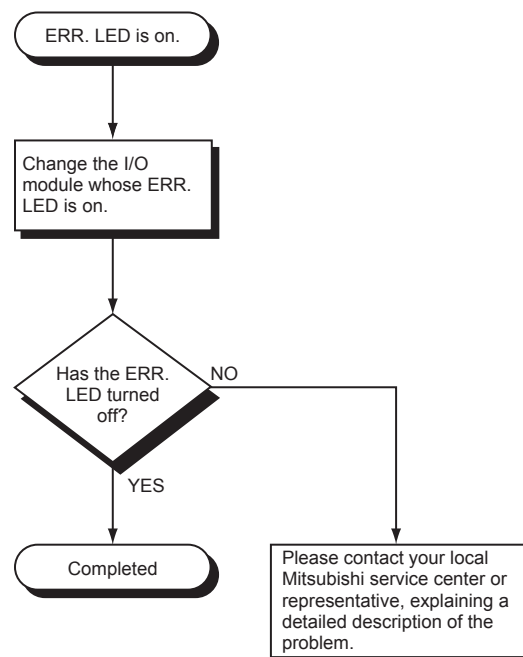 ERR. LED is on.
Change the I/O
module whose ERR.
LED is on.
Has the ERR.
LED turned
off?
NO
YES
Completed
Please contact your local
Mitsubishi service center or
representative, explaining a
detailed description of the
problem.